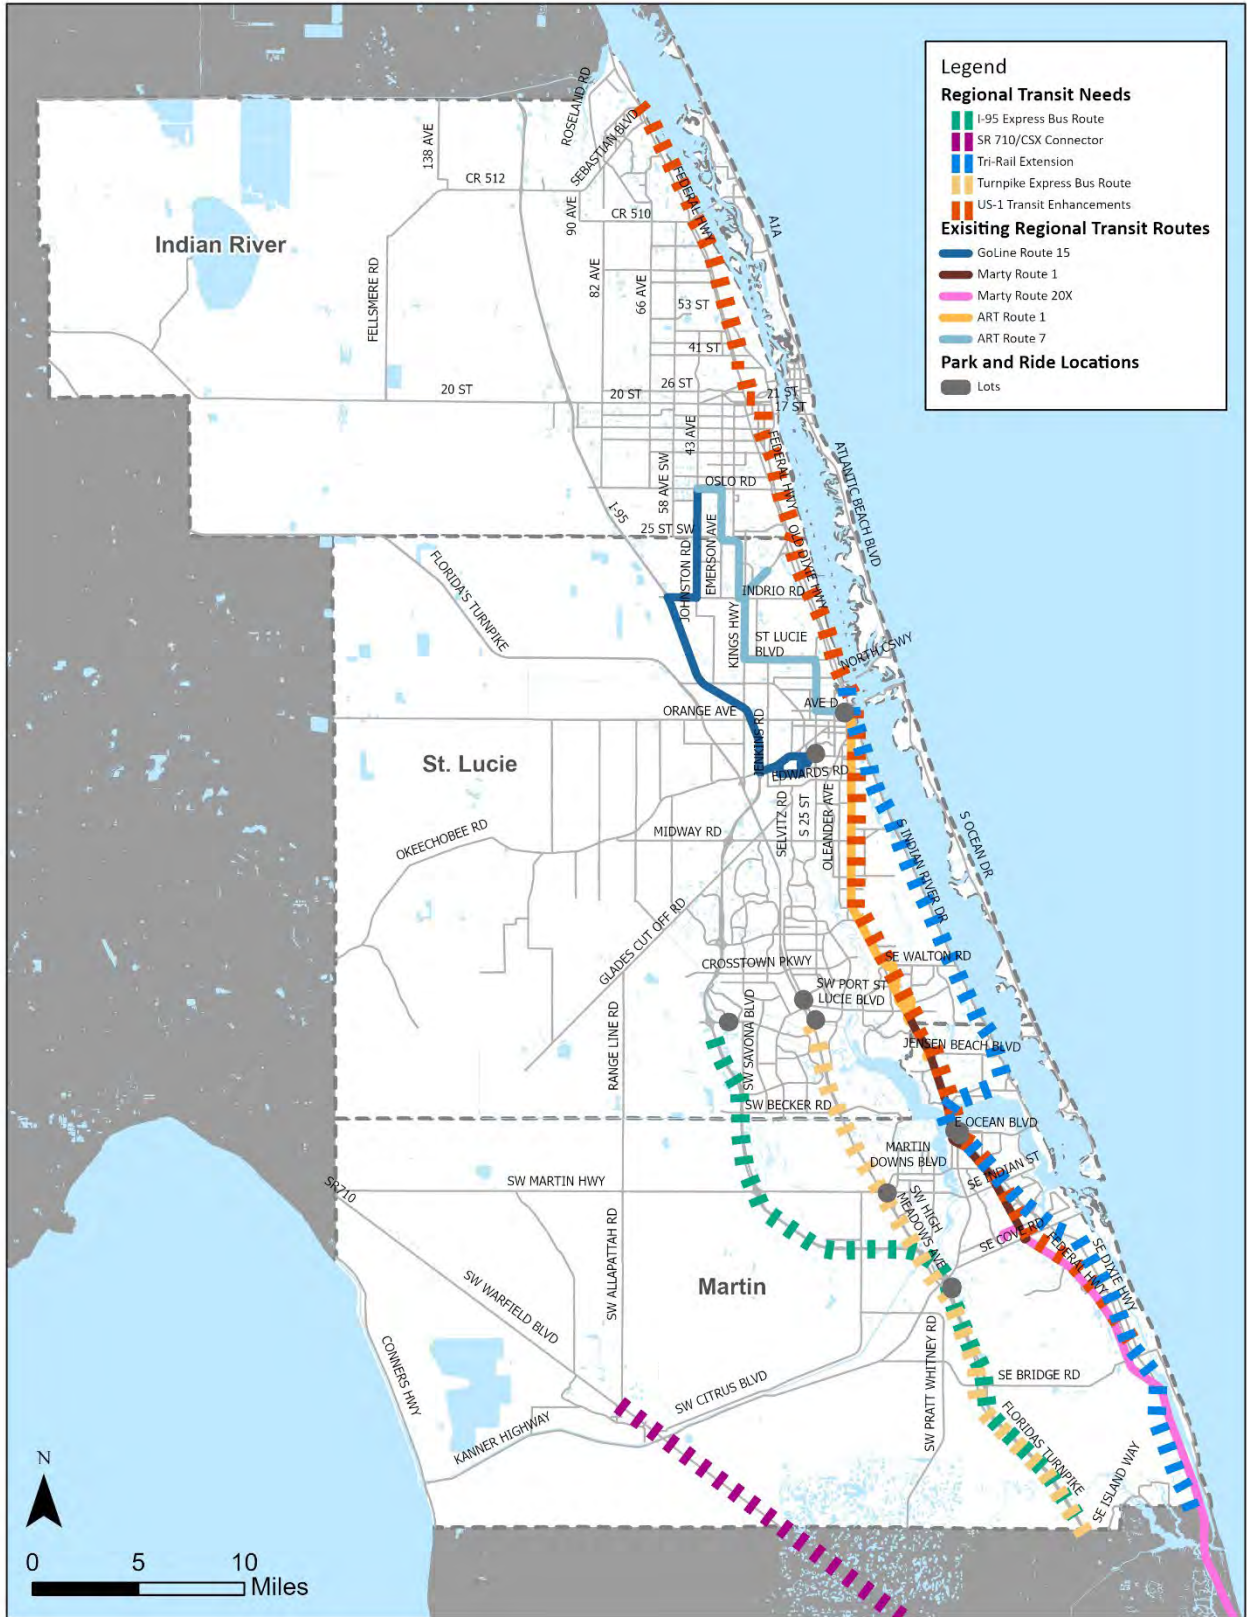 Legend
Regional Transit Needs
I-95 Express Bus Route
SR 710/CSX Connector
Tri-Rail Extension
Turnpike Express Bus Route
US-1 Transit Enhancements
Exisiting Regional Transit Routes
GoLine Route 15
Marty Route 1
Marty Route 20X
ART Route 1
ART Route 7
Park and Ride Locations
Lots
ROSELAND RD
138 AVE
SEBASTIAN BLVD
CR 512
FEDERAL HWY
90 AVE
CR 510
A1A
Indian River
FELLSMERE RD
82 AVE
66 AVE
53 ST
41 ST
26 ST
20 ST
20 ST
21 ST
17 ST
43 AVE
FEDERAL HWY
ATLANTIC BEACH BLVD
58 AVE SW
OSLO RD
I-95
25 ST SW
EMERSON AVE
OLD DIXIE HWY
FLORIDA'S TURNPIKE
JOHNSTON RD
INDRIO RD
KINGS HWY
ST LUCIE
BLVD
NORTH CSWY
ORANGE AVE
AVE D
JENKINS RD
St. Lucie
EDWARDS RD
SELVITZ RD
S 25 ST
OLEANDER AVE
MIDWAY RD
OKEECHOBEE RD
S INDIAN RIVER DR
S OCEAN DR
GLADES CUT OFF RD
CROSSTOWN PKWY
SE WALTON RD
SW PORT ST
LUCIE BLVD
RANGE LINE RD
SW SAVONA BLVD
JENSEN BEACH BLVD
SW BECKER RD
E OCEAN BLVD
MARTIN
DOWNS BLVD
SE INDIAN ST
SR710
SW MARTIN HWY
SW HIGH
MEADOWS AVE
SE COVE RD
FEDERAL HWY
SE DIXIE HWY
SW ALLAPATTAH RD
SW WARFIELD BLVD
Martin
CONNERS HWY
SW PRATT WHITNEY RD
SE BRIDGE RD
SW CITRUS BLVD
KANNER HIGHWAY
FLORIDAS TURNPIKE
SE ISLAND WAY
N
0 5 10
Miles